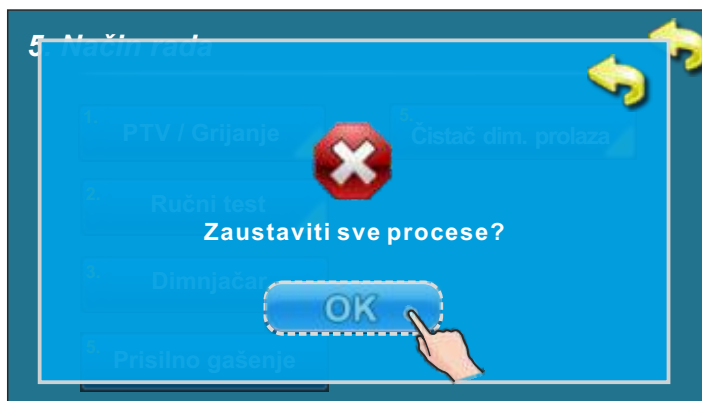 5. Način rada
1. PTV / Grijanje
5. Čistač dim. prolaza
2. Ručni test
Zaustaviti sve procese?
3. Dimnjačar
OK
5. Prisilno gašenje